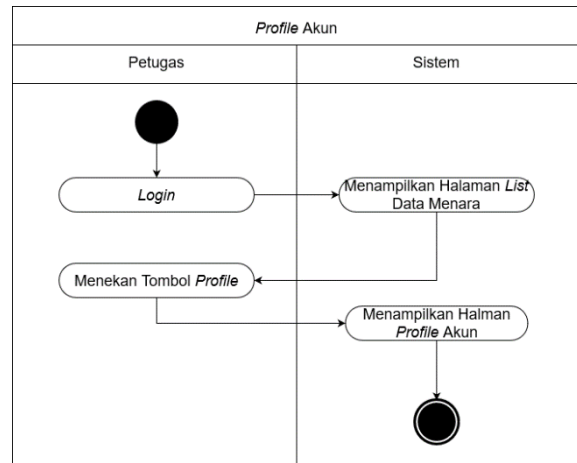 Profile Akun
Petugas
Sistem
Login
Menampilkan Halaman List
Data Menara
Menekan Tombol Profile
Menampilkan Halman
Profile Akun